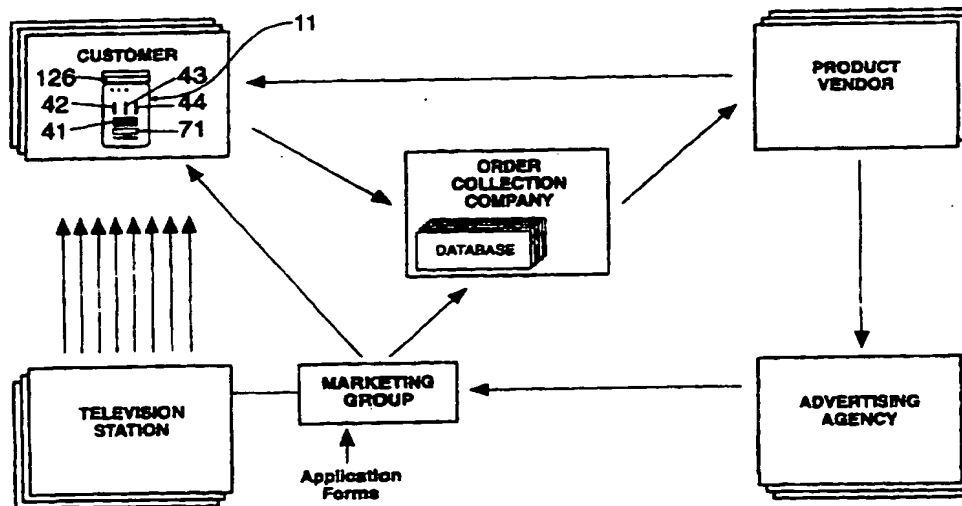 CUSTOMER
11
126
43
42
44
41
71
PRODUCT
VENDOR
ORDER
COLLECTION
COMPANY
DATABASE
TELEVISION
STATION
MARKETING
GROUP
Application
Forms
ADVERTISING
AGENCY